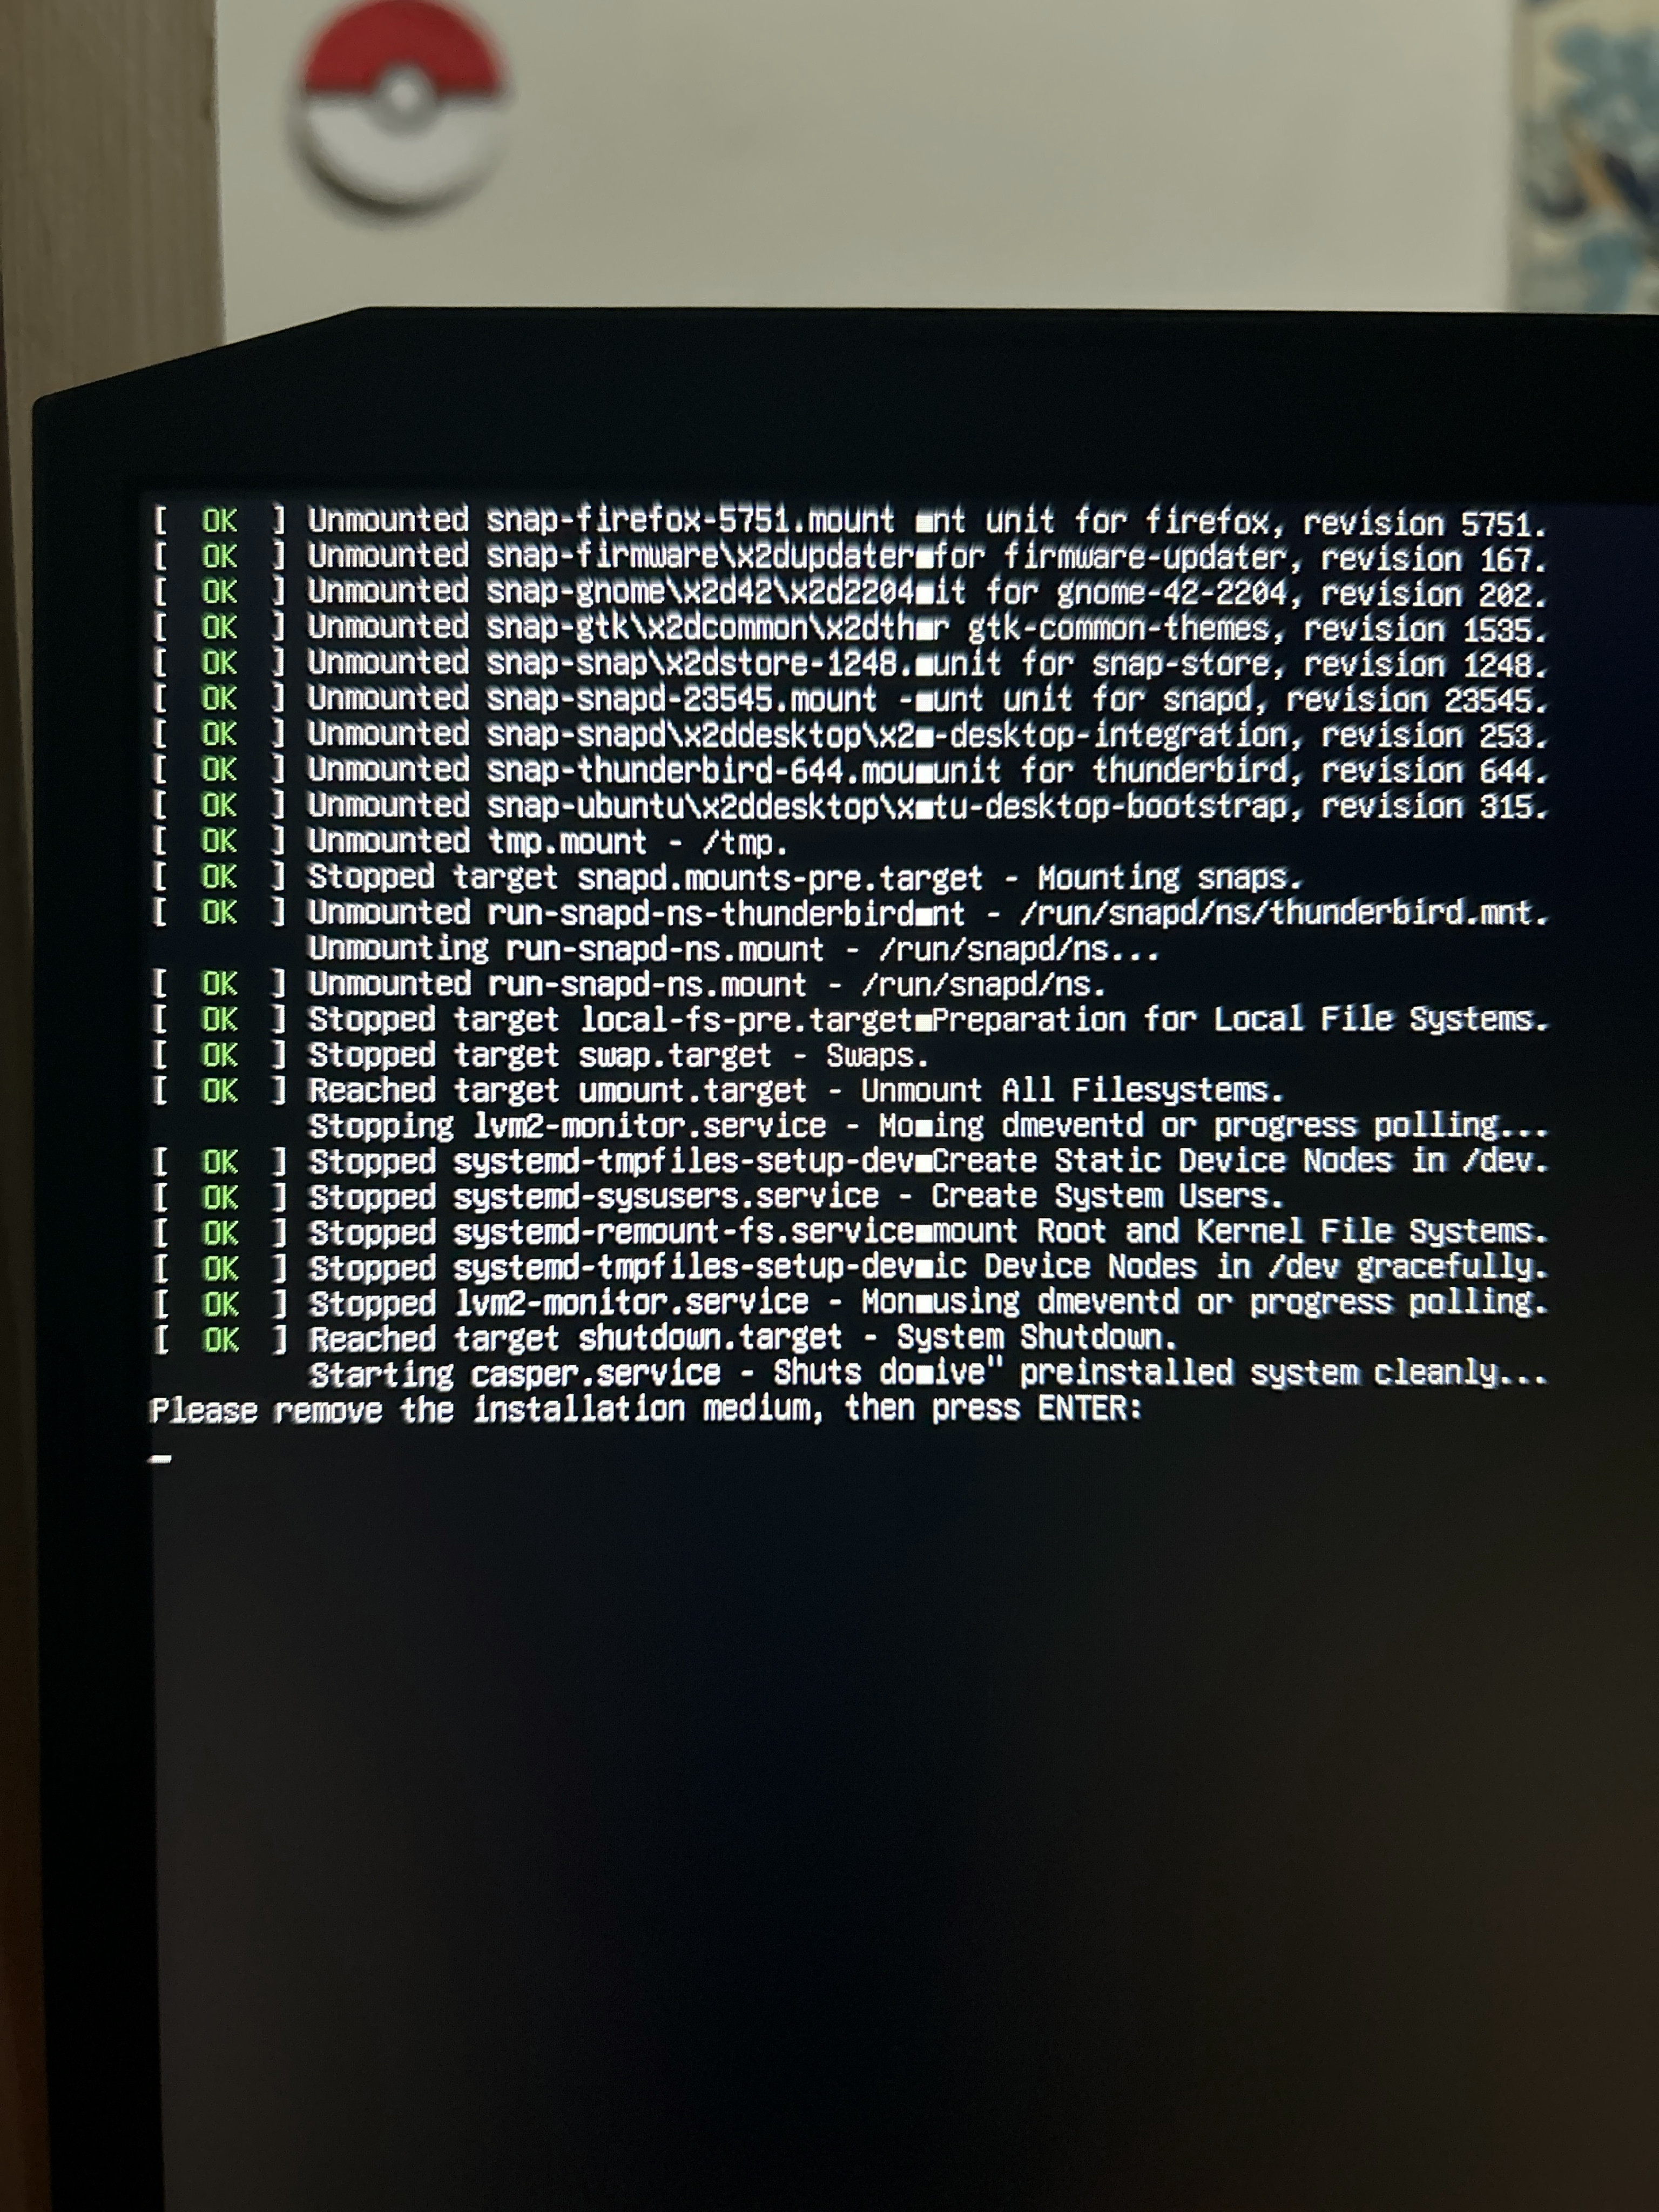 [  OK  ] Unmounted snap-firefox-5751.mount ■nt unit for firefox, revision 5751.
[  OK  ] Unmounted snap-firmware\x2dupdater■for firmware-updater, revision 167.
[  OK  ] Unmounted snap-gnome\x2d42\x2d2204■it for gnome-42-2204, revision 202.
[  OK  ] Unmounted snap-gtk\x2dcommon\x2dth■r gtk-common-themes, revision 1535.
[  OK  ] Unmounted snap-snap\x2dstore-1248.■unit for snap-store, revision 1248.
[  OK  ] Unmounted snap-snapd-23545.mount -■unt unit for snapd, revision 23545.
[  OK  ] Unmounted snap-snapd\x2ddesktop\x2■-desktop-integration, revision 253.
[  OK  ] Unmounted snap-thunderbird-644.mou■unit for thunderbird, revision 644.
[  OK  ] Unmounted snap-ubuntu\x2ddesktop\x■tu-desktop-bootstrap, revision 315.
[  OK  ] Unmounted tmp.mount - /tmp.
[  OK  ] Stopped target snapd.mounts-pre.target - Mounting snaps.
[  OK  ] Unmounted run-snapd-ns-thunderbird■nt - /run/snapd/ns/thunderbird.mnt.
Unmounting run-snapd-ns.mount - /run/snapd/ns...
[  OK  ] Unmounted run-snapd-ns.mount - /run/snapd/ns.
[  OK  ] Stopped target local-fs-pre.target■Preparation for Local File Systems.
[  OK  ] Stopped target swap.target - Swaps.
[  OK  ] Reached target umount.target - Unmount All Filesystems.
Stopping lvm2-monitor.service - Mo■ing dmeventd or progress polling...
[  OK  ] Stopped systemd-tmpfiles-setup-dev■Create Static Device Nodes in /dev.
[  OK  ] Stopped systemd-sysusers.service - Create System Users.
[  OK  ] Stopped systemd-remount-fs.service■mount Root and Kernel File Systems.
[  OK  ] Stopped systemd-tmpfiles-setup-dev■ic Device Nodes in /dev gracefully.
[  OK  ] Stopped lvm2-monitor.service - Mon■using dmeventd or progress polling.
[  OK  ] Reached target shutdown.target - System Shutdown.
Starting casper.service - Shuts do■ive" preinstalled system cleanly...
Please remove the installation medium, then press ENTER: